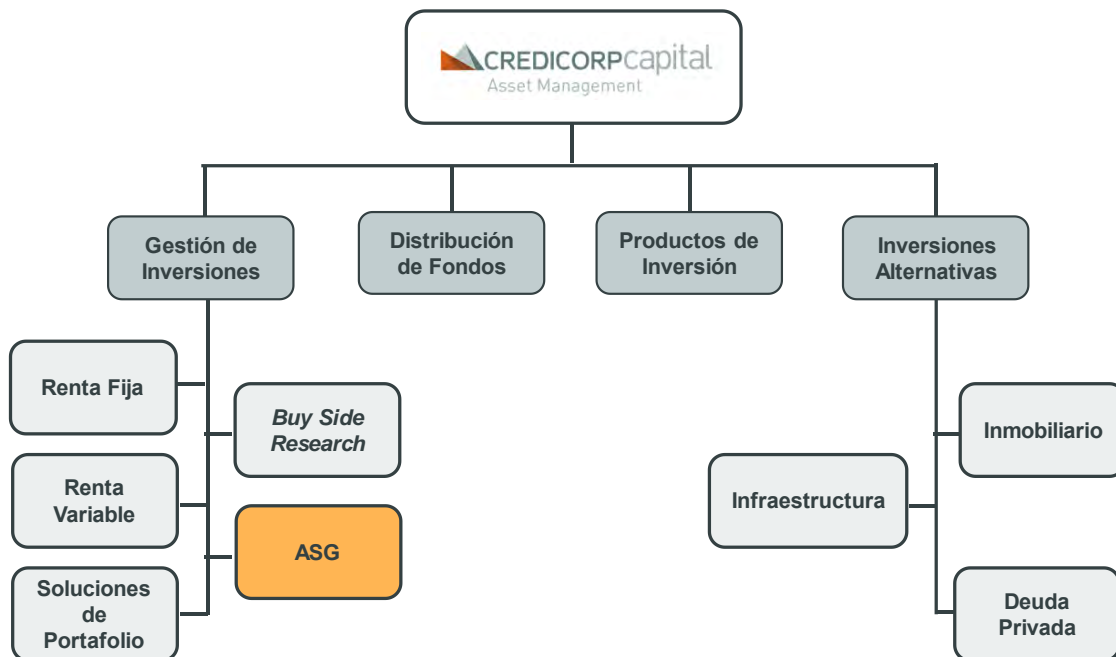 CREDICORPcapital
Asset Management
Gestión de
Inversiones
Distribución
de Fondos
Productos de
Inversión
Inversiones
Alternativas
Renta Fija
Buy Side
Research
Renta
Variable
ASG
Soluciones
de
Portafolio
Inmobiliario
Infraestructura
Deuda
Privada